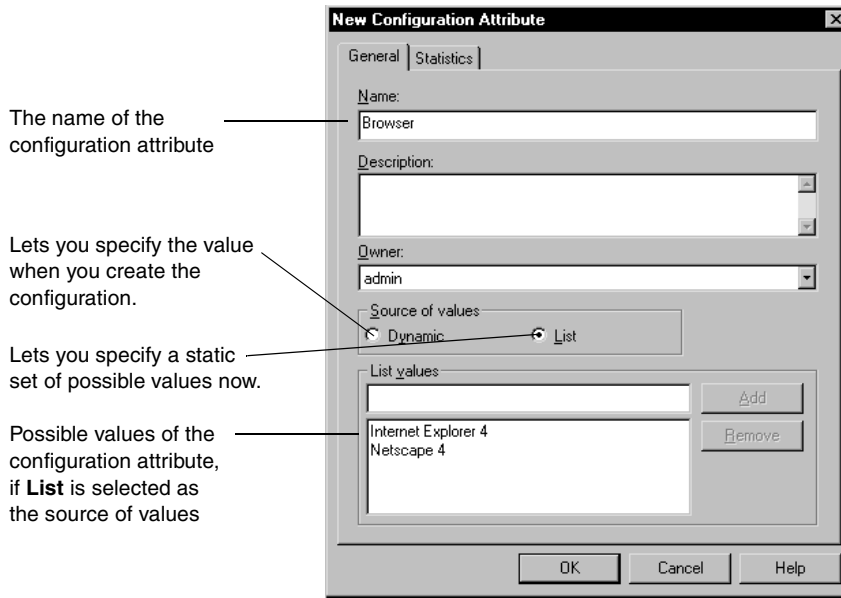 New Configuration Attribute
General
Statistics
Name:
The name of the
configuration attribute
Browser
Description:
Lets you specify the value
when you create the
configuration.
Owner:
admin
Source of values
Dynamic
List
Lets you specify a static
set of possible values now.
List values
Add
Possible values of the
configuration attribute,
if List is selected as
the source of values
Internet Explorer 4
Netscape 4
Remove
OK
Cancel
Help